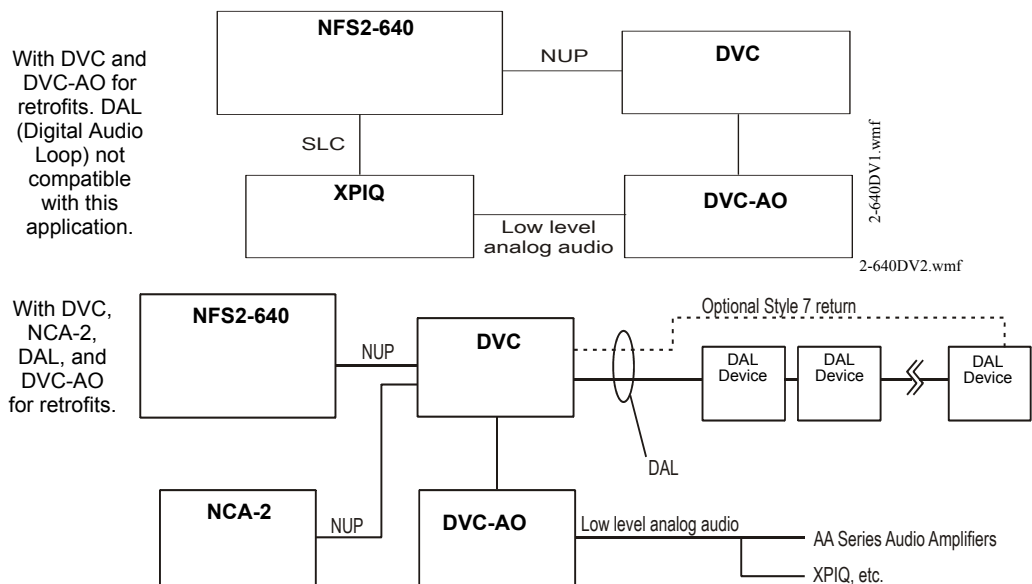 With DVC and
DVC-AO for
retrofits. DAL
(Digital Audio
Loop) not
compatible
with this
application.
NFS2-640
NUP
DVC
SLC
XPIQ
Low level
analog audio
DVC-AO
2-640DV1.wmf
2-640DV2.wmf
With DVC,
NCA-2,
DAL, and
DVC-AO
for retrofits.
NFS2-640
NUP
DVC
Optional Style 7 return
DAL
Device
DAL
Device
DAL
Device
DAL
NCA-2
NUP
DVC-AO
Low level analog audio
AA Series Audio Amplifiers
XPIQ, etc.